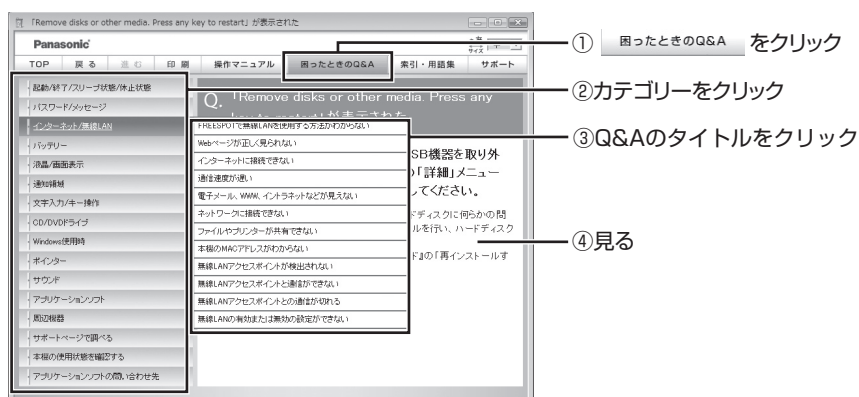 「Remove disks or other media. Press any key to restart」が表示された
Panasonic
文字サイズ 中
TOP 戻る 進む 印刷 操作マニュアル 困ったときのQ&A 索引・用語集 サポート
起動/終了/スリープ状態/休止状態
パスワード/メッセージ
インターネット/無線LAN
バッテリー
液晶/画面表示
通知領域
文字入力/キー操作
CD/DVDドライブ
Windows使用時
ポインター
サウンド
アプリケーションソフト
周辺機器
サポートページで調べる
本機の使用状態を確認する
アプリケーションソフトの問い合わせ先
Q. 「Remove disks or other media. Press any
key to restart」が表示された
FREESPOTで無線LANを使用する方法がわからない
Webページが正しく見られない
インターネットに接続できない
通信速度が遅い
電子メール、WWW、イントラネットなどが見えない
ネットワークに接続できない
ファイルやプリンターが共有できない
本機のMACアドレスがわからない
無線LANアクセスポイントが検出されない
無線LANアクセスポイントと通信ができない
無線LANアクセスポイントとの通信が切れる
無線LANの有効または無効の設定ができない
SB機器を取り外
「詳細」メニュー
してください。
ドディスクに何らかの問
ルを行い、ハードディスク
ド』の「再インストールす
① 困ったときのQ&A をクリック
②カテゴリーをクリック
③Q&Aのタイトルをクリック
④見る